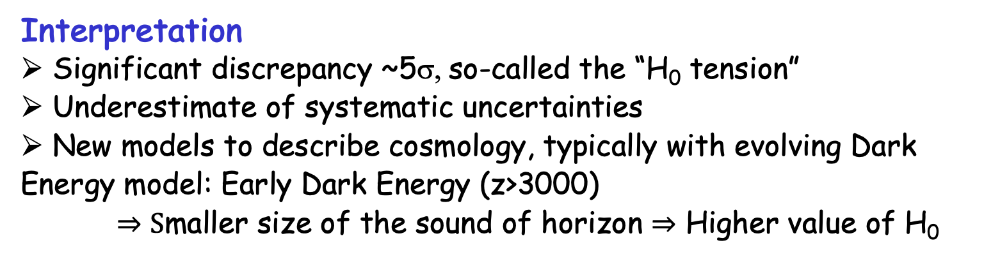 Interpretation
➢ Significant discrepancy ~5σ, so-called the “H₀ tension”
➢ Underestimate of systematic uncertainties
➢ New models to describe cosmology, typically with evolving Dark
Energy model: Early Dark Energy (z>3000)
⇒ Smaller size of the sound of horizon ⇒ Higher value of H₀